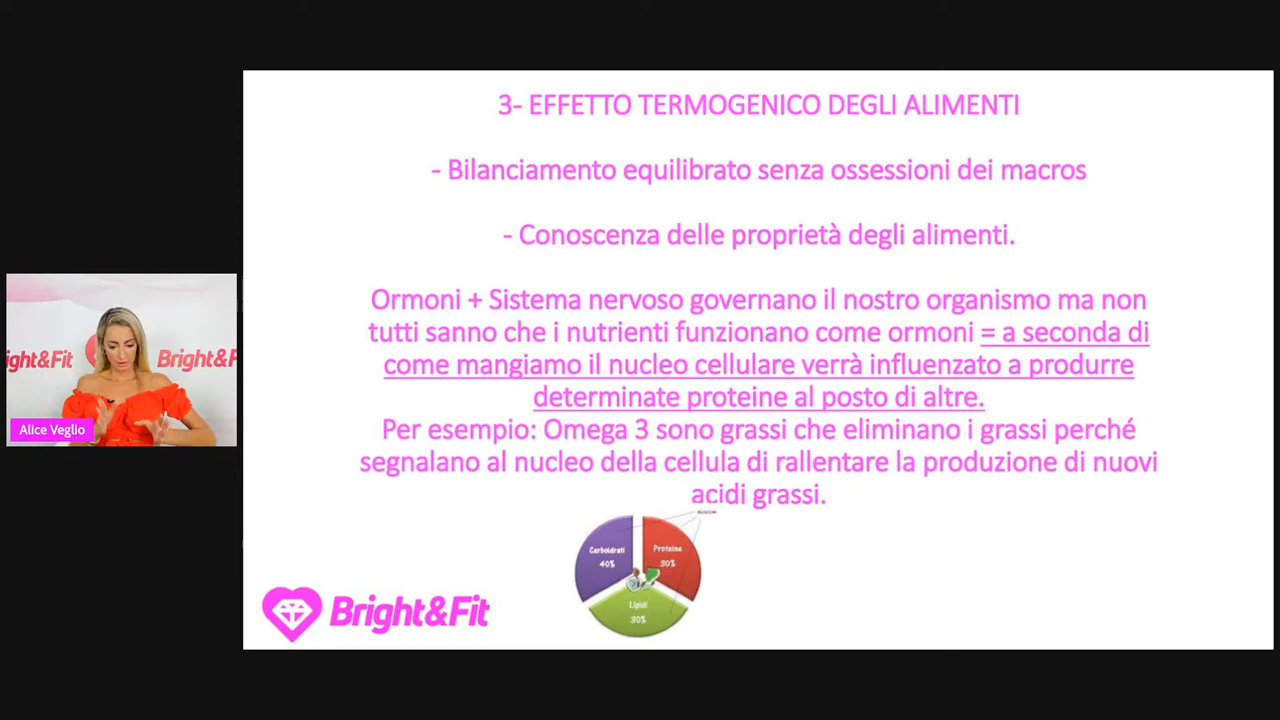 3- EFFETTO TERMOGENICO DEGLI ALIMENTI
- Bilanciamento equilibrato senza ossessioni dei macros
- Conoscenza delle proprietà degli alimenti.
Ormoni + Sistema nervoso governano il nostro organismo ma non
tutti sanno che i nutrienti funzionano come ormoni = a seconda di
come mangiamo il nucleo cellulare verrà influenzato a produrre
determinate proteine al posto di altre.
Per esempio: Omega 3 sono grassi che eliminano i grassi perché
segnalano al nucleo della cellula di rallentare la produzione di nuovi
acidi grassi.
Carboidrati
40%
Proteine
30%
Lipidi
30%
Bright&Fit
ight&Fit
Bright&F
Alice Veglio